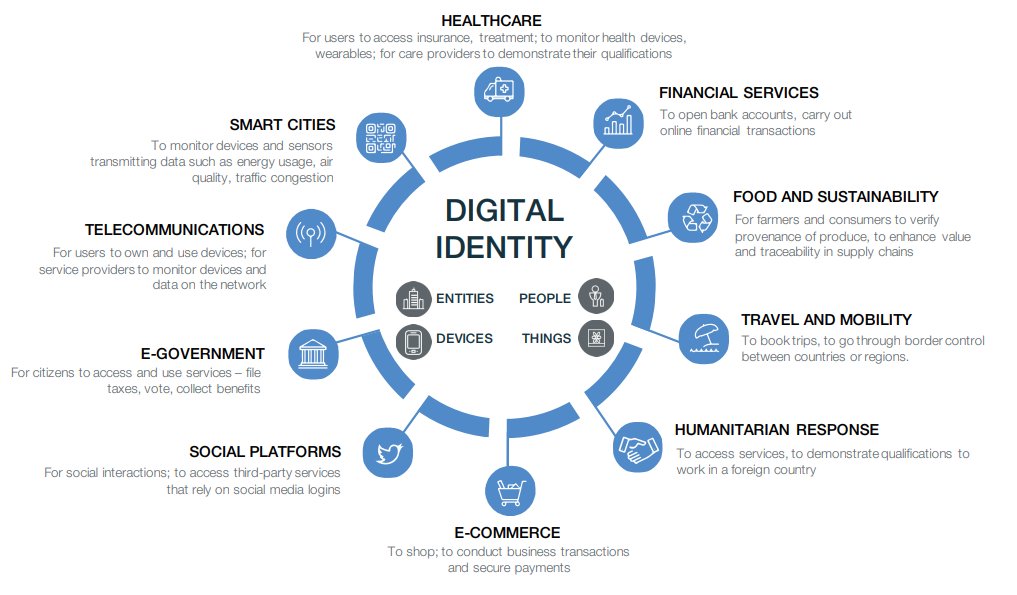 HEALTHCARE
For users to access insurance, treatment; to monitor health devices,
wearables; for care providers to demonstrate their qualifications
FINANCIAL SERVICES
To open bank accounts, carry out
online financial transactions
SMART CITIES
To monitor devices and sensors
transmitting data such as energy usage, air
quality, traffic congestion
FOOD AND SUSTAINABILITY
For farmers and consumers to verify
provenance of produce, to enhance value
and traceability in supply chains
DIGITAL
IDENTITY
TELECOMMUNICATIONS
For users to own and use devices; for
service providers to monitor devices and
data on the network
ENTITIES
PEOPLE
DEVICES
THINGS
TRAVEL AND MOBILITY
To book trips, to go through border control
between countries or regions.
E-GOVERNMENT
For citizens to access and use services – file
taxes, vote, collect benefits
HUMANITARIAN RESPONSE
To access services, to demonstrate qualifications to
work in a foreign country
SOCIAL PLATFORMS
For social interactions; to access third-party services
that rely on social media logins
E-COMMERCE
To shop; to conduct business transactions
and secure payments